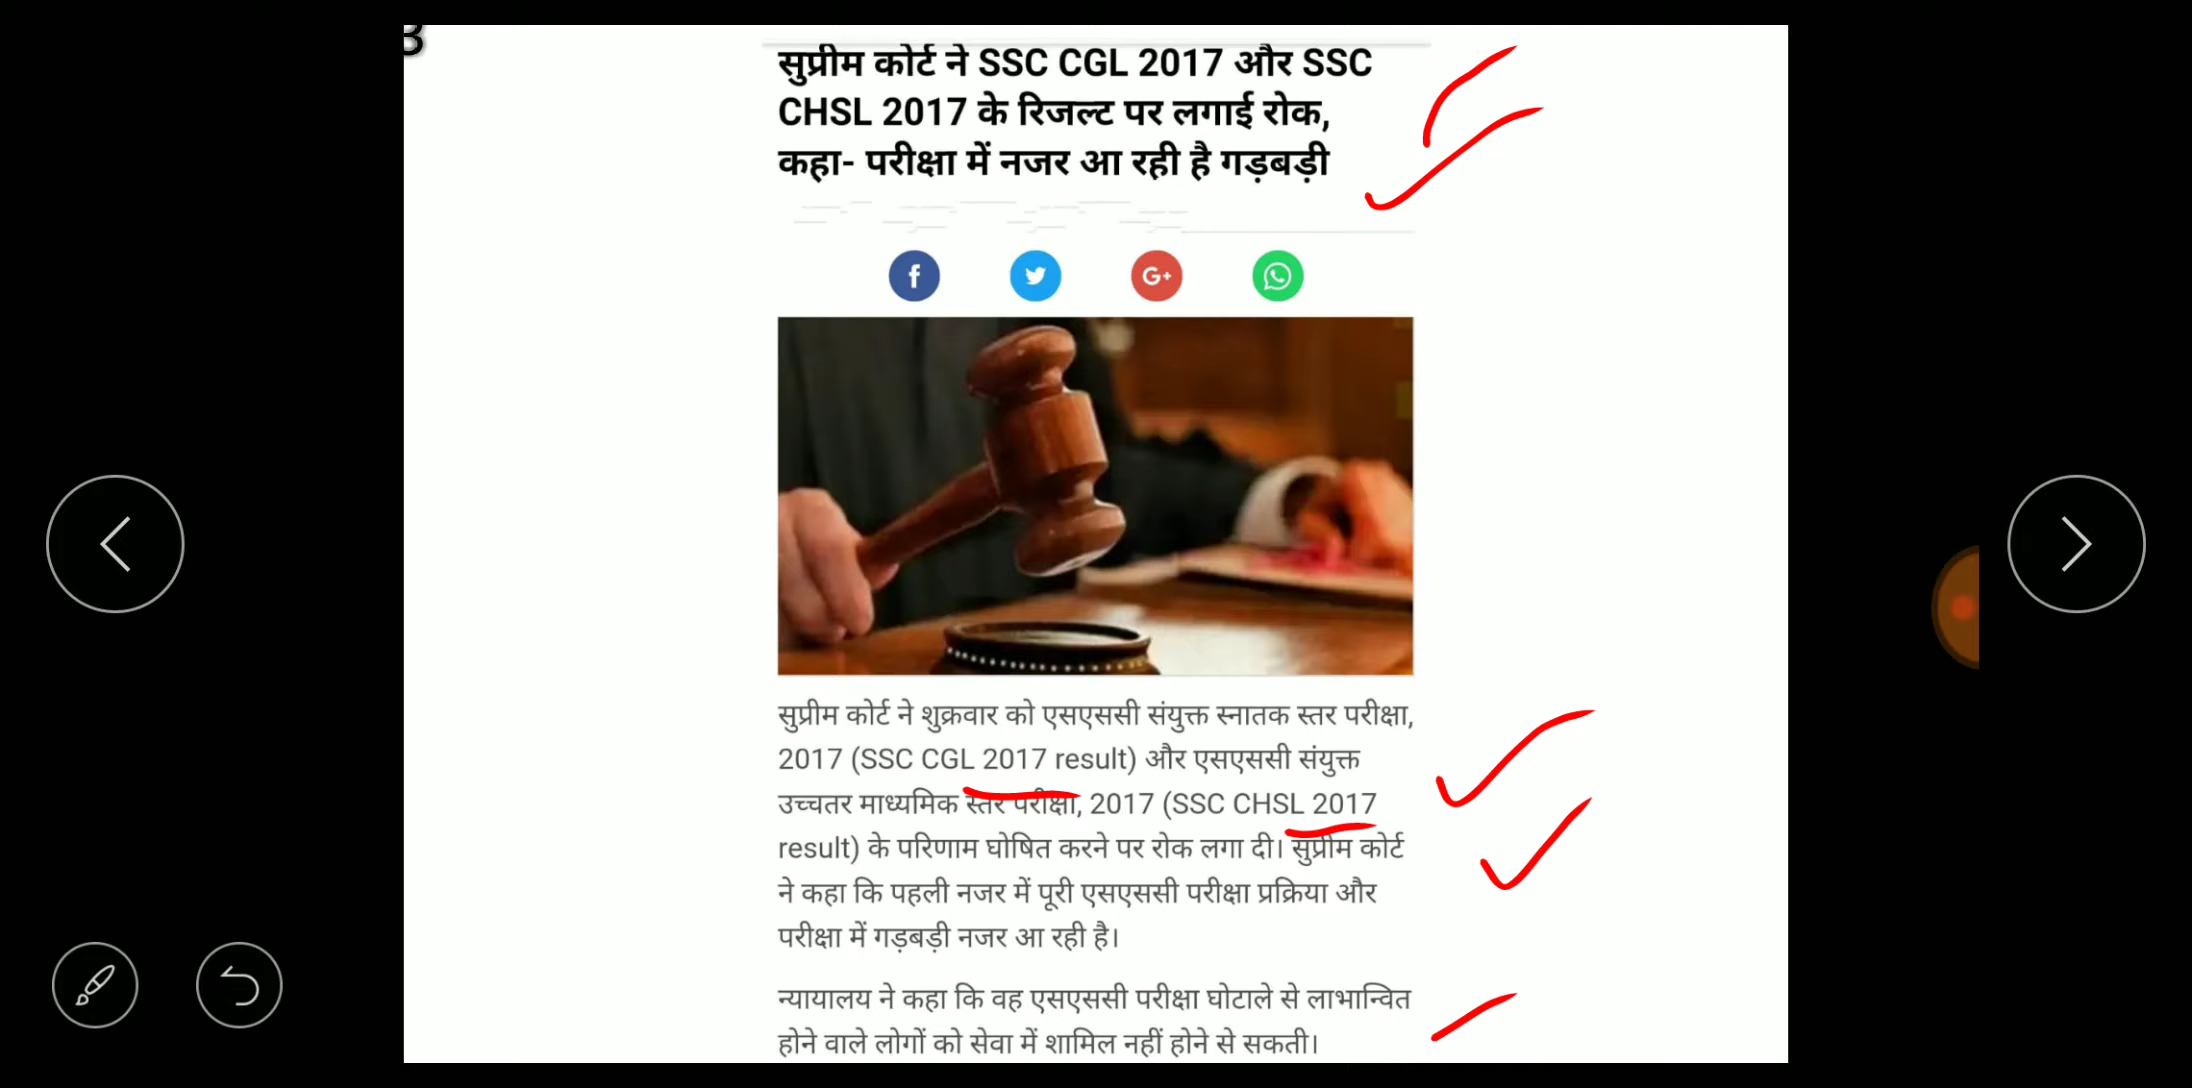 सुप्रीम कोर्ट ने SSC CGL 2017 और SSC
CHSL 2017 के रिजल्ट पर लगाई रोक,
कहा- परीक्षा में नजर आ रही है गड़बड़ी
f G+
सुप्रीम कोर्ट ने शुक्रवार को एसएससी संयुक्त स्नातक स्तर परीक्षा,
2017 (SSC CGL 2017 result) और एसएससी संयुक्त
उच्चतर माध्यमिक स्तर परीक्षा, 2017 (SSC CHSL 2017
result) के परिणाम घोषित करने पर रोक लगा दी। सुप्रीम कोर्ट
ने कहा कि पहली नजर में पूरी एसएससी परीक्षा प्रक्रिया और
परीक्षा में गड़बड़ी नजर आ रही है।
न्यायालय ने कहा कि वह एसएससी परीक्षा घोटाले से लाभान्वित
होने वाले लोगों को सेवा में शामिल नहीं होने से सकती।